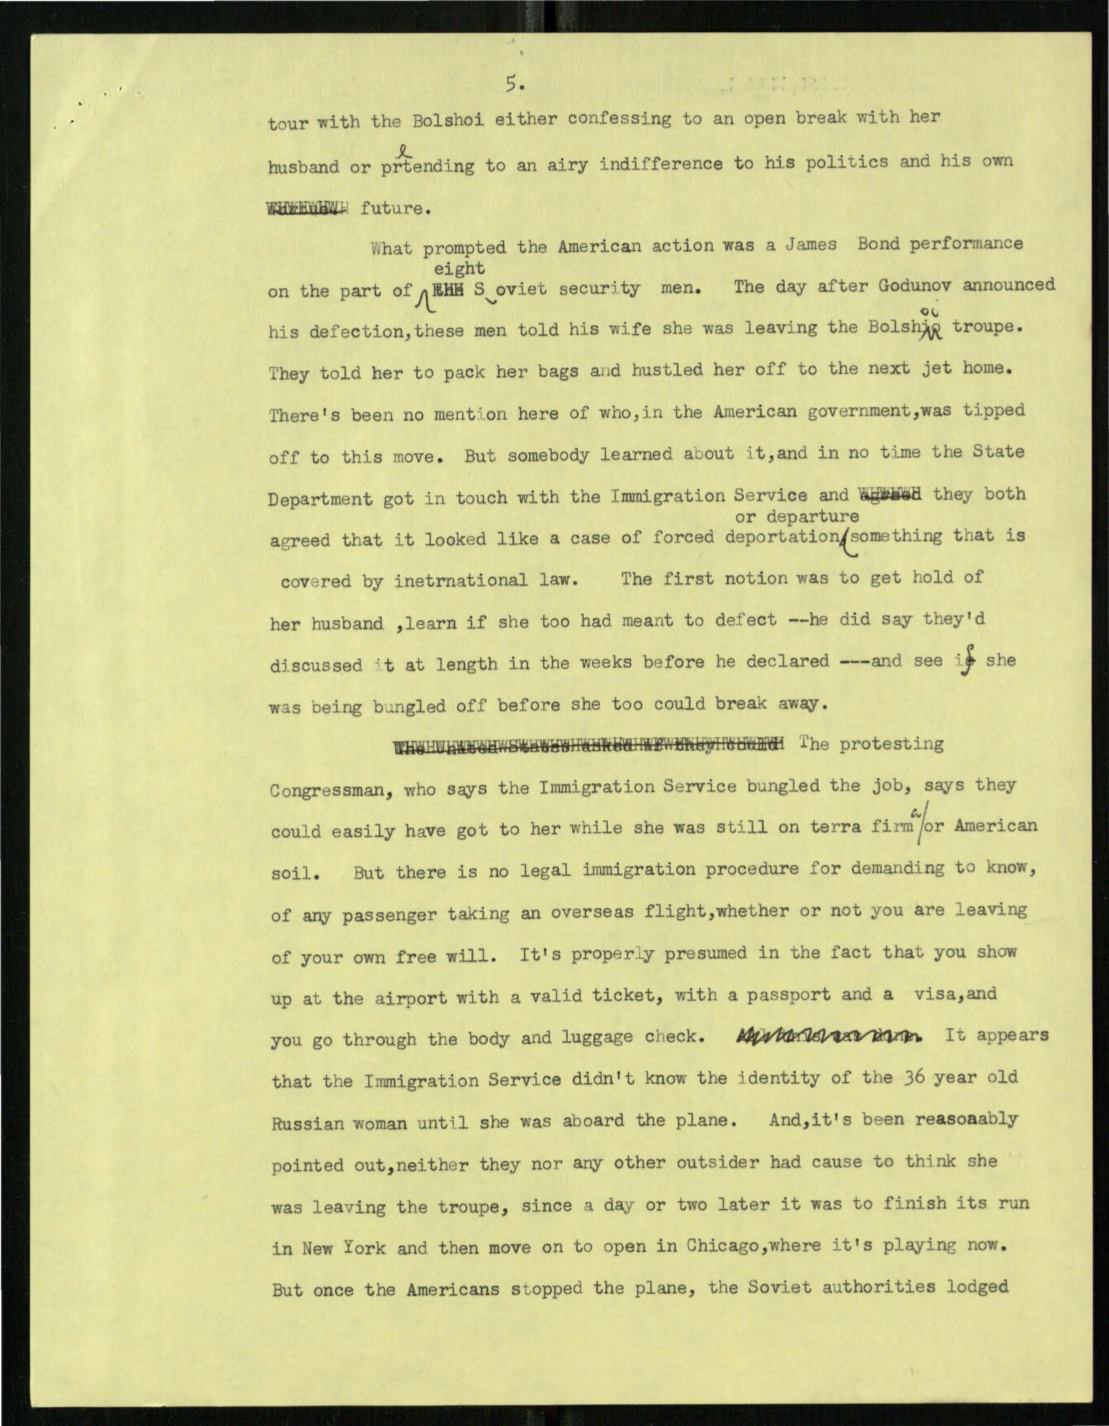 5.
tour with the Bolshoi either confessing to an open break with her
husband or pretending to an airy indifference to his politics and his own
future.
What prompted the American action was a James Bond performance
eight
on the part of Soviet security men. The day after Godunov announced
his defection,these men told his wife she was leaving the Bolshoi troupe.
They told her to pack her bags and hustled her off to the next jet home.
There's been no mention here of who,in the American government,was tipped
off to this move. But somebody learned about it,and in no time the State
Department got in touch with the Immigration Service and agreed they both
or departure
agreed that it looked like a case of forced deportation(something that is
covered by inetrnational law. The first notion was to get hold of
her husband ,learn if she too had meant to defect --he did say they'd
discussed it at length in the weeks before he declared ---and see if she
was being bungled off before she too could break away.
The United States asked if they could The protesting
Congressman, who says the Immigration Service bungled the job, says they
could easily have got to her while she was still on terra firma/or American
soil. But there is no legal immigration procedure for demanding to know,
of any passenger taking an overseas flight,whether or not you are leaving
of your own free will. It's properly presumed in the fact that you show
up at the airport with a valid ticket, with a passport and a visa,and
you go through the body and luggage check. It appears
that the Immigration Service didn't know the identity of the 36 year old
Russian woman until she was aboard the plane. And,it's been reasonably
pointed out,neither they nor any other outsider had cause to think she
was leaving the troupe, since a day or two later it was to finish its run
in New York and then move on to open in Chicago,where it's playing now.
But once the Americans stopped the plane, the Soviet authorities lodged